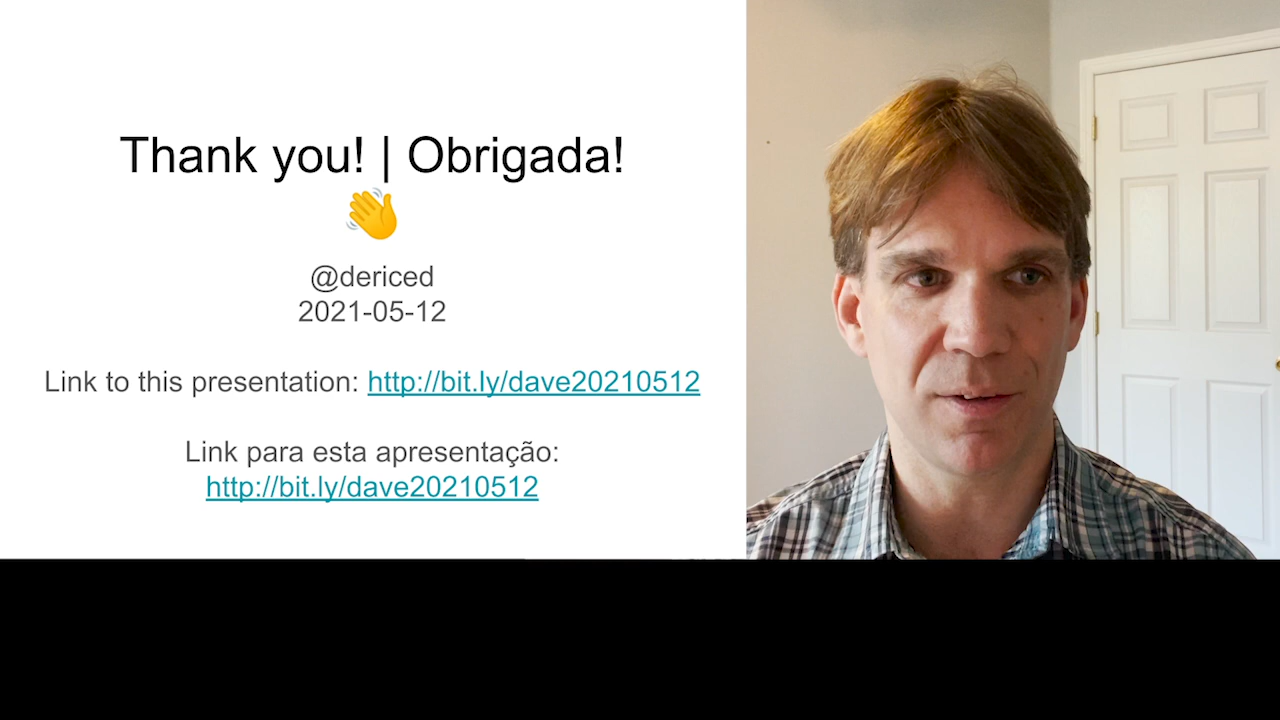 Thank you! | Obrigada!
👋
@dericed
2021-05-12
Link to this presentation: http://bit.ly/dave20210512
Link para esta apresentação:
http://bit.ly/dave20210512